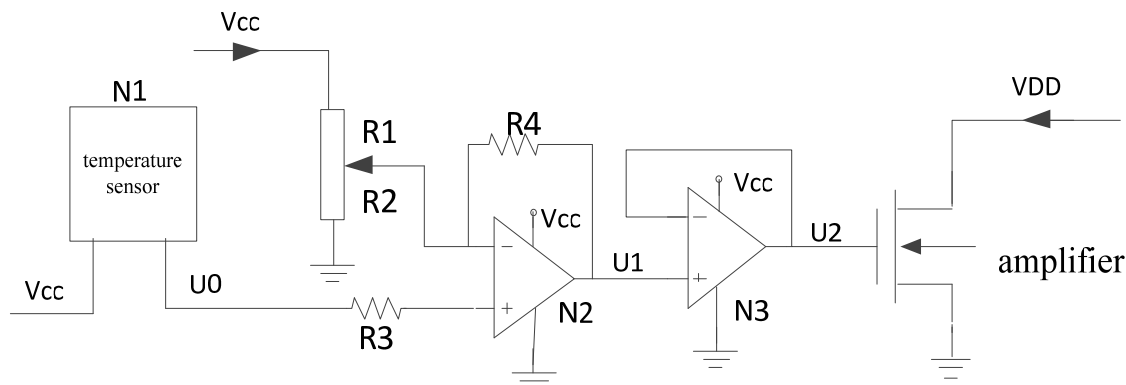 Vcc
N1
VDD
R4
R1
temperature
sensor
R2
Vcc
Vcc
−
−
U2
amplifier
U1
U0
Vcc
+
+
N2
N3
R3